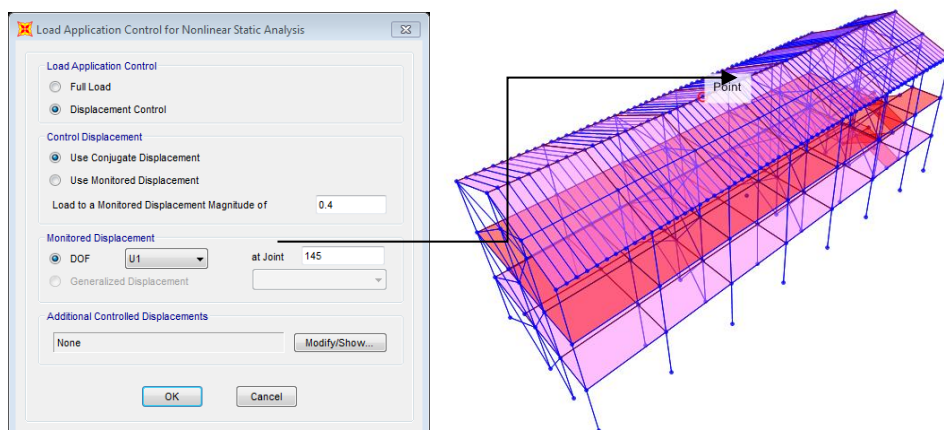 Load Application Control for Nonlinear Static Analysis
Load Application Control
Full Load
Displacement Control
Control Displacement
Use Conjugate Displacement
Use Monitored Displacement
Load to a Monitored Displacement Magnitude of 0.4
Monitored Displacement
DOF U1 at Joint 145
Generalized Displacement
Additional Controlled Displacements
None Modify/Show...
OK Cancel
Point